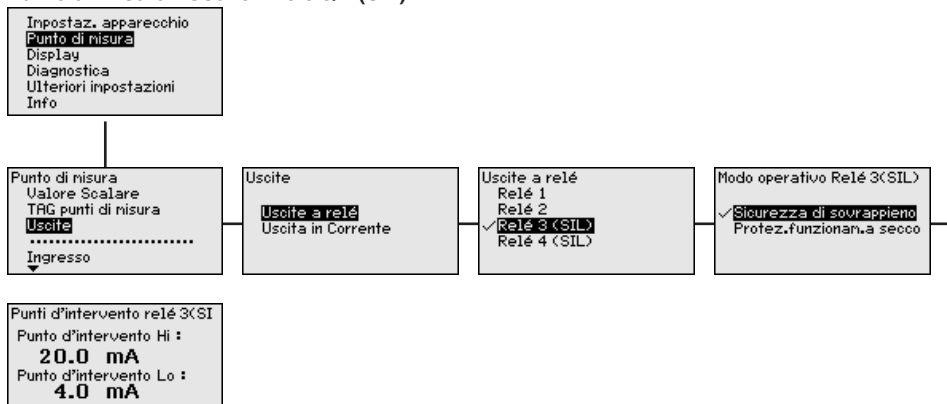 Impostaz. apparecchio
Punto di misura
Display
Diagnostica
Ulteriori impostazioni
Info
Punto di misura
Valore Scalare
TAG punti di misura
Uscite
Ingresso
Uscite
Uscite a relé
Uscita in Corrente
Uscite a relé
Relé 1
Relé 2
Relé 3 (SIL)
Relé 4 (SIL)
Modo operativo Relé 3(SIL)
Sicurezza di sovrappieno
Protez.funzionam.a secco
Punti d'intervento relé 3(SI
Punto d'intervento Hi :
20.0 mA
Punto d'intervento Lo :
4.0 mA